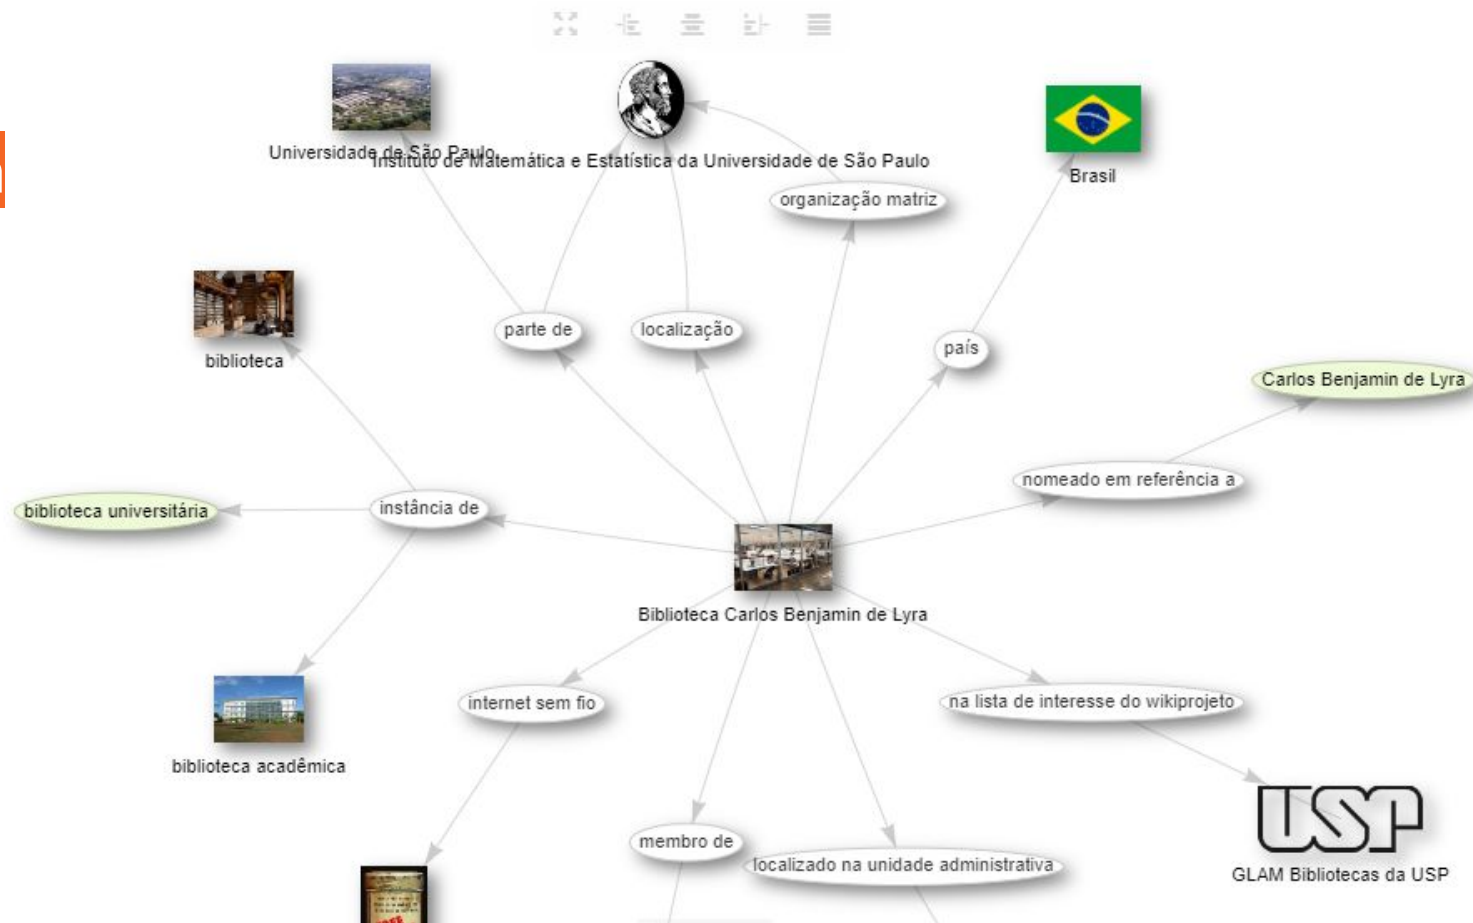 Universidade de São Paulo
Instituto de Matemática e Estatística da Universidade de São Paulo
Brasil
organização matriz
parte de
localização
país
biblioteca
Carlos Benjamin de Lyra
nomeado em referência a
biblioteca universitária
instância de
Biblioteca Carlos Benjamin de Lyra
internet sem fio
na lista de interesse do wikiprojeto
biblioteca acadêmica
USP
membro de
localizado na unidade administrativa
GLAM Bibliotecas da USP
FREE